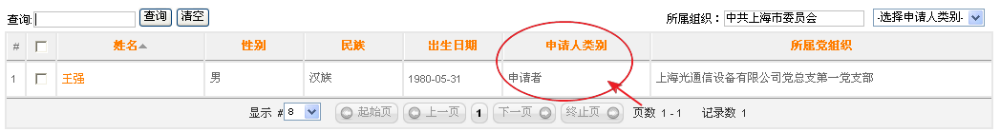 查询: 查询 清空 所属组织：中共上海市委员会 -选择申请人类别-
# 姓名 性别 民族 出生日期 申请人类别 所属党组织
1 王强 男 汉族 1980-05-31 申请者 上海光通信设备有限公司党总支第一党支部
显示 # 8 起始页 上一页 1 下一页 终止页 页数 1 - 1 记录数 1